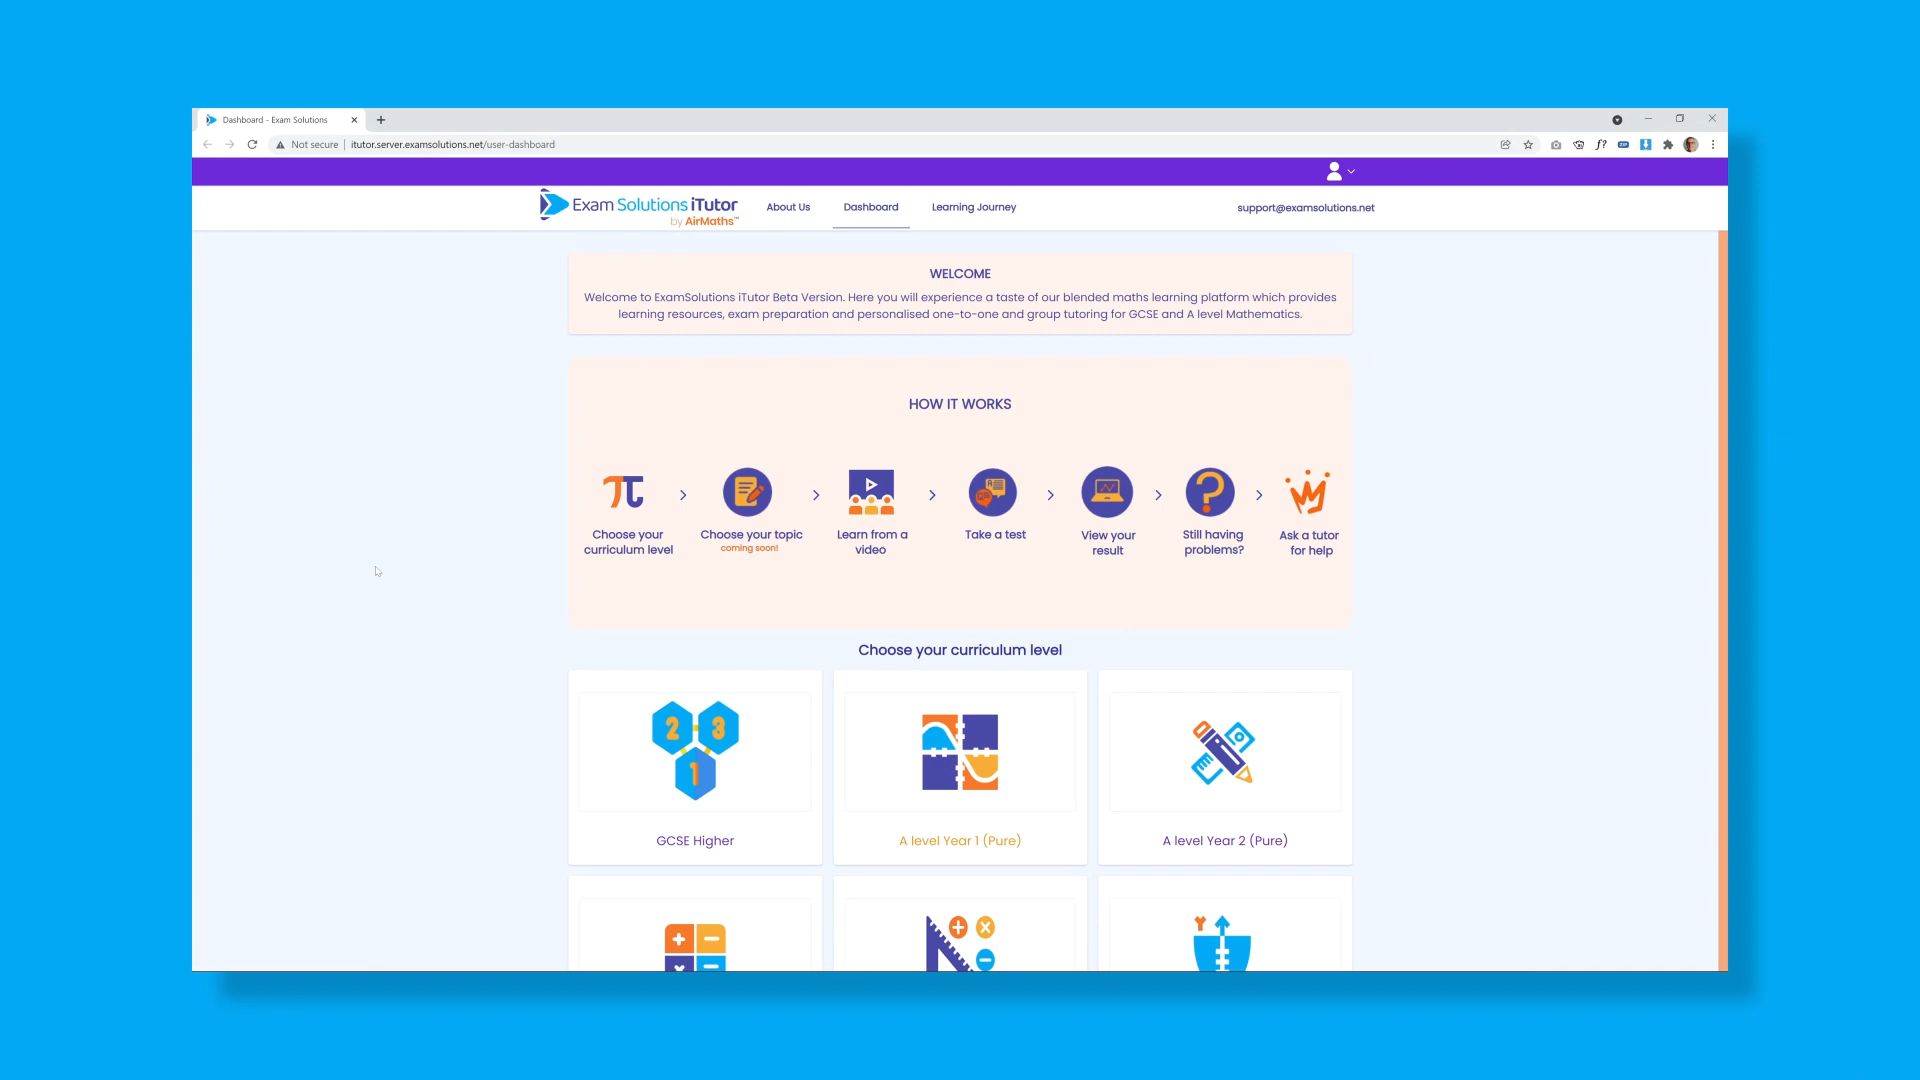 Dashboard - Exam Solutions
Not secure
itutor.server.examsolutions.net/user-dashboard
f?
Exam Solutions iTutor
by AirMaths™
About Us
Dashboard
Learning Journey
support@examsolutions.net
WELCOME
Welcome to ExamSolutions iTutor Beta Version. Here you will experience a taste of our blended maths learning platform which provides
learning resources, exam preparation and personalised one-to-one and group tutoring for GCSE and A level Mathematics.
HOW IT WORKS
Choose your
curriculum level
Choose your topic
coming soon!
Learn from a
video
Take a test
View your
result
Still having
problems?
Ask a tutor
for help
Choose your curriculum level
2 3
1
GCSE Higher
A level Year 1 (Pure)
A level Year 2 (Pure)